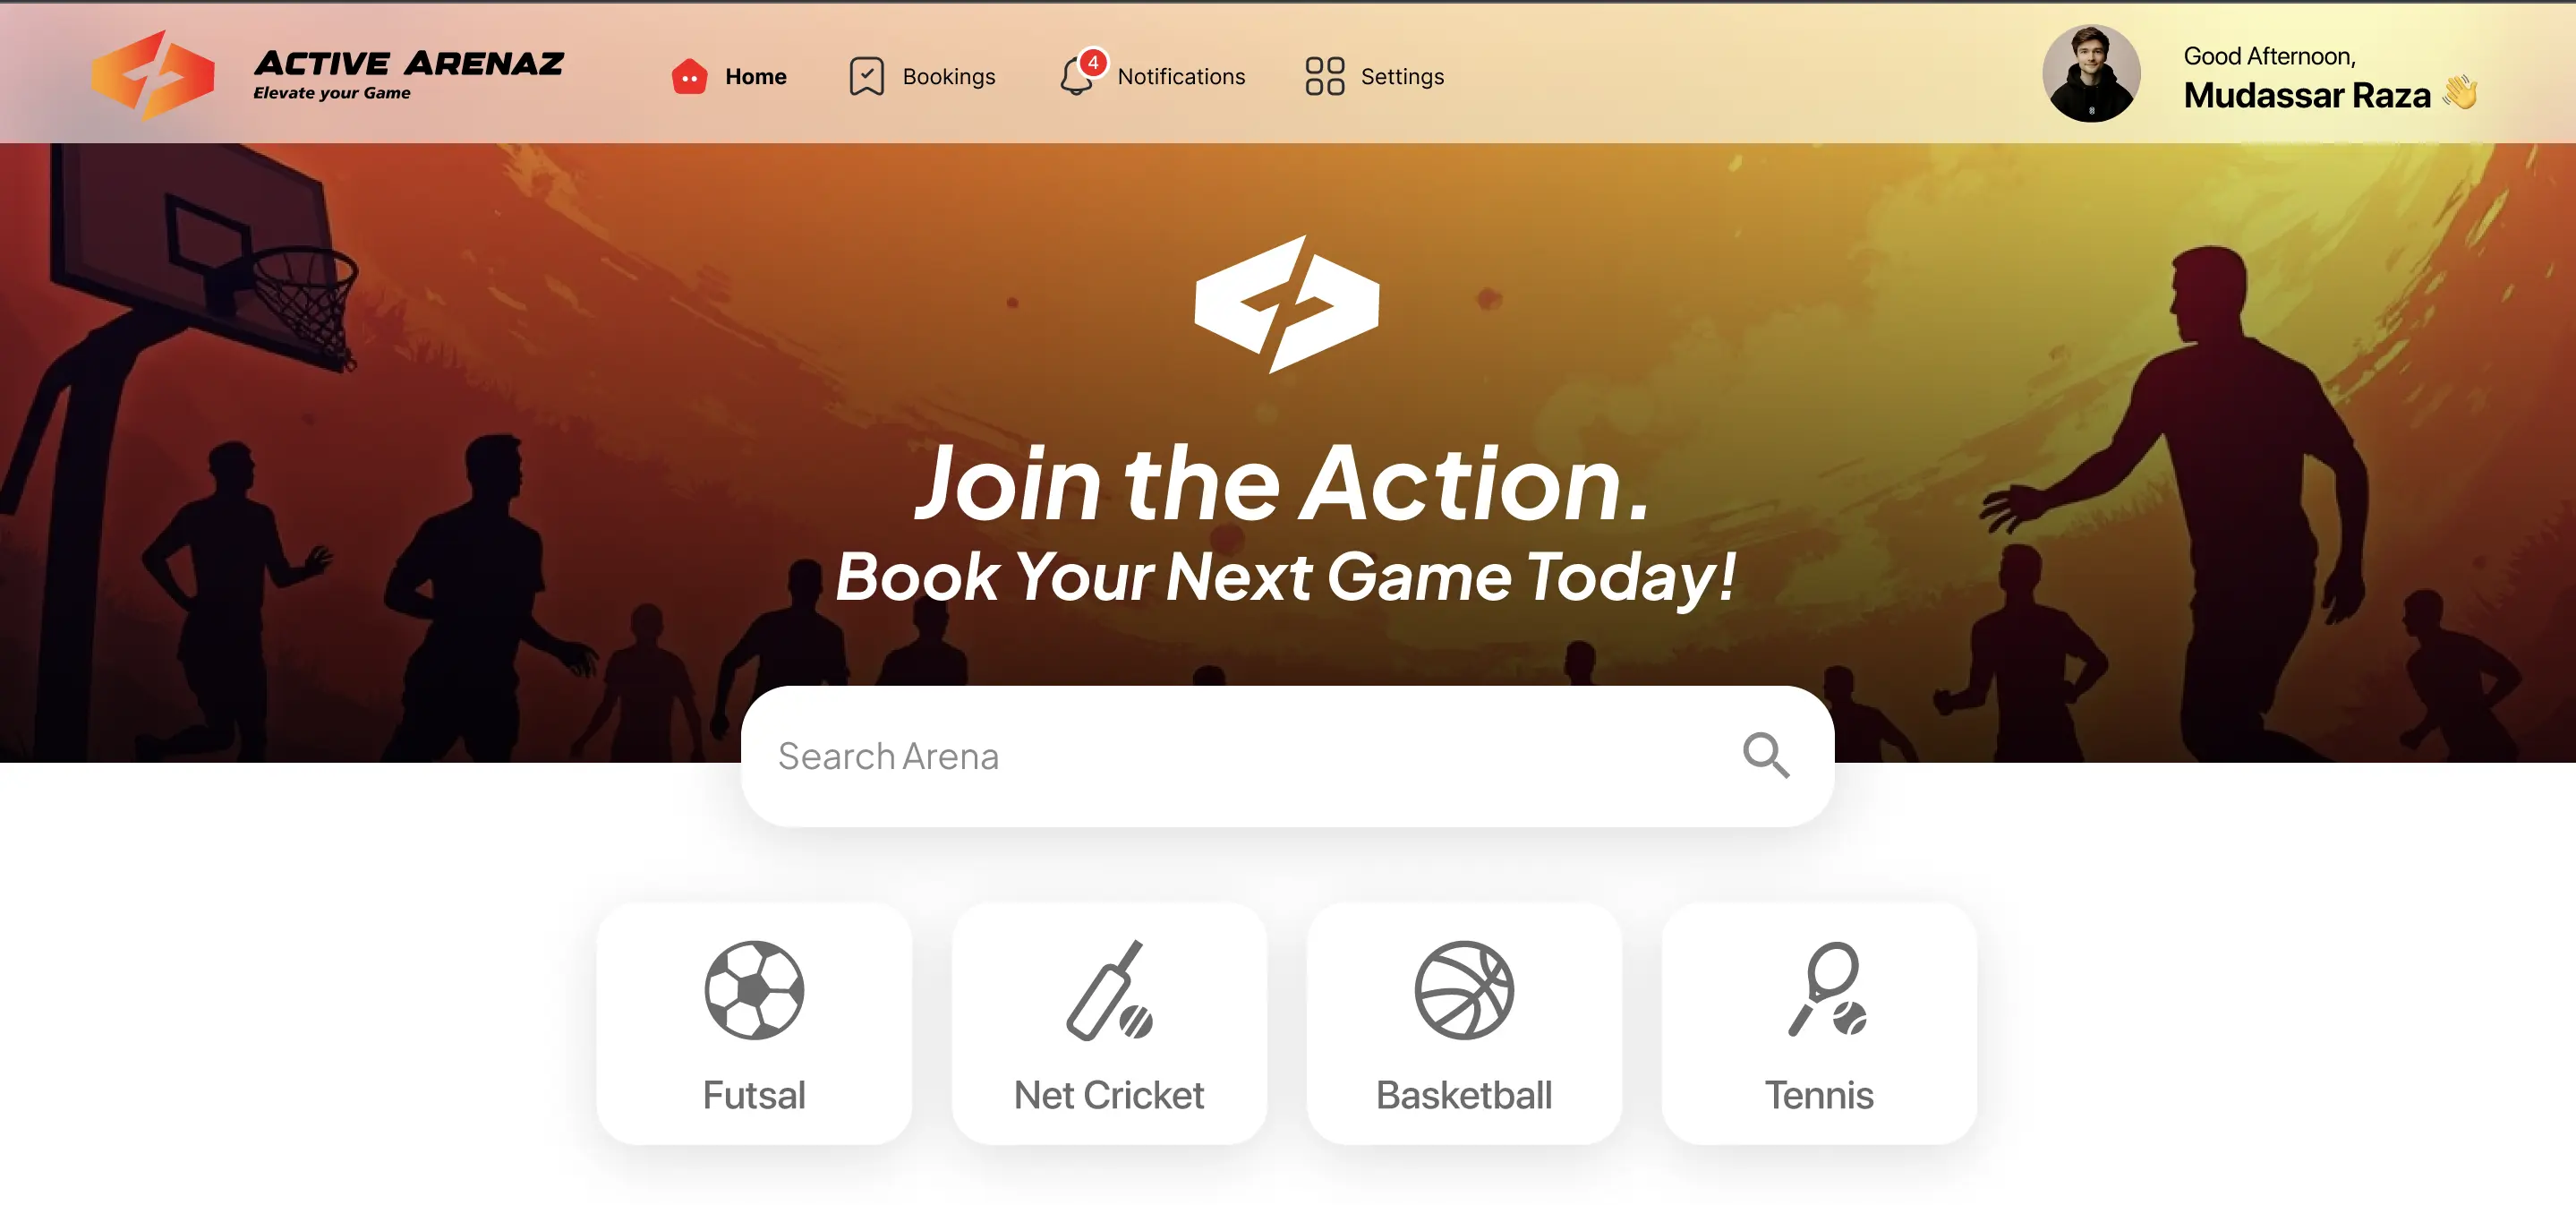 ACTIVE ARENAZ
Elevate your Game
Home
Bookings
4
Notifications
Settings
Good Afternoon,
Mudassar Raza 👋
Join the Action.
Book Your Next Game Today!
Search Arena
Futsal
Net Cricket
Basketball
Tennis